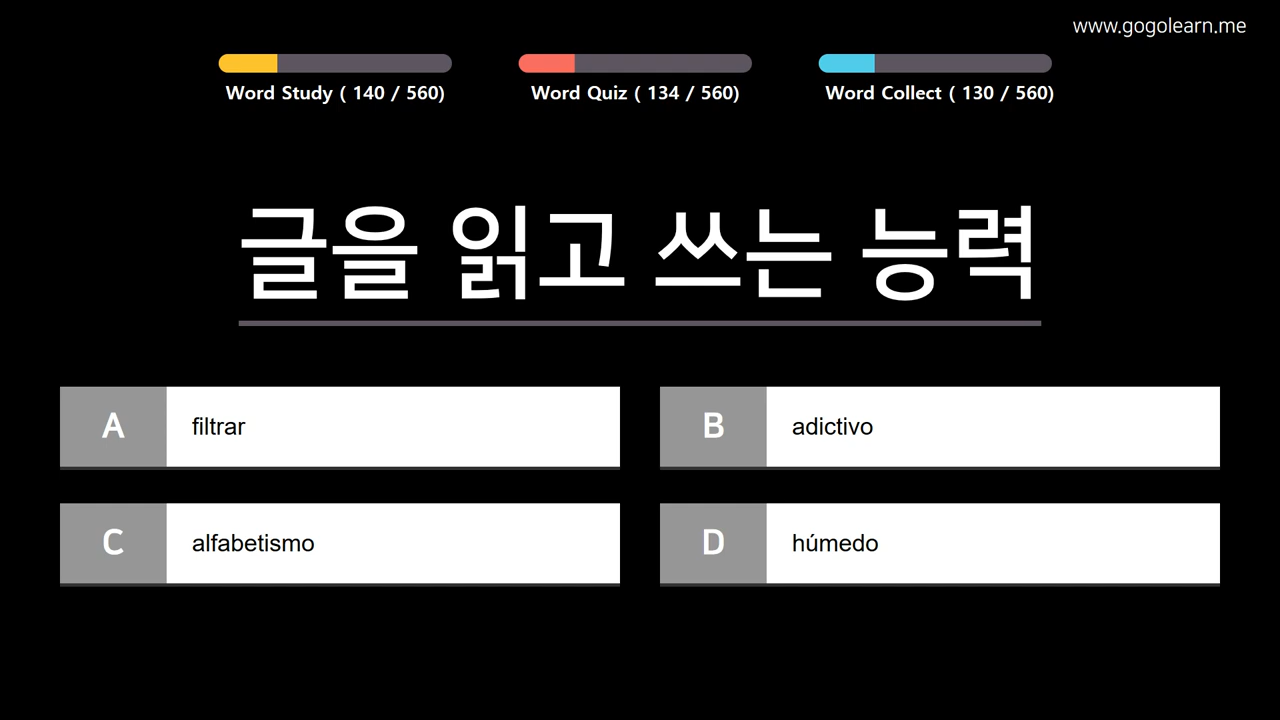 www.gogolearn.me
Word Study ( 140 / 560)
Word Quiz ( 134 / 560)
Word Collect ( 130 / 560)
글을 읽고 쓰는 능력
A filtrar
B adictivo
C alfabetismo
D húmedo